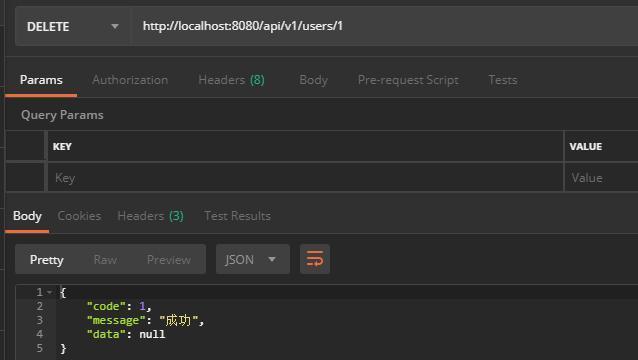 DELETE http://localhost:8080/api/v1/users/1
Params Authorization Headers (8) Body Pre-request Script Tests
Query Params
KEY VALUE
Key Value
Body Cookies Headers (3) Test Results
Pretty Raw Preview JSON
1 {
2 "code": 1,
3 "message": "成功",
4 "data": null
5 }